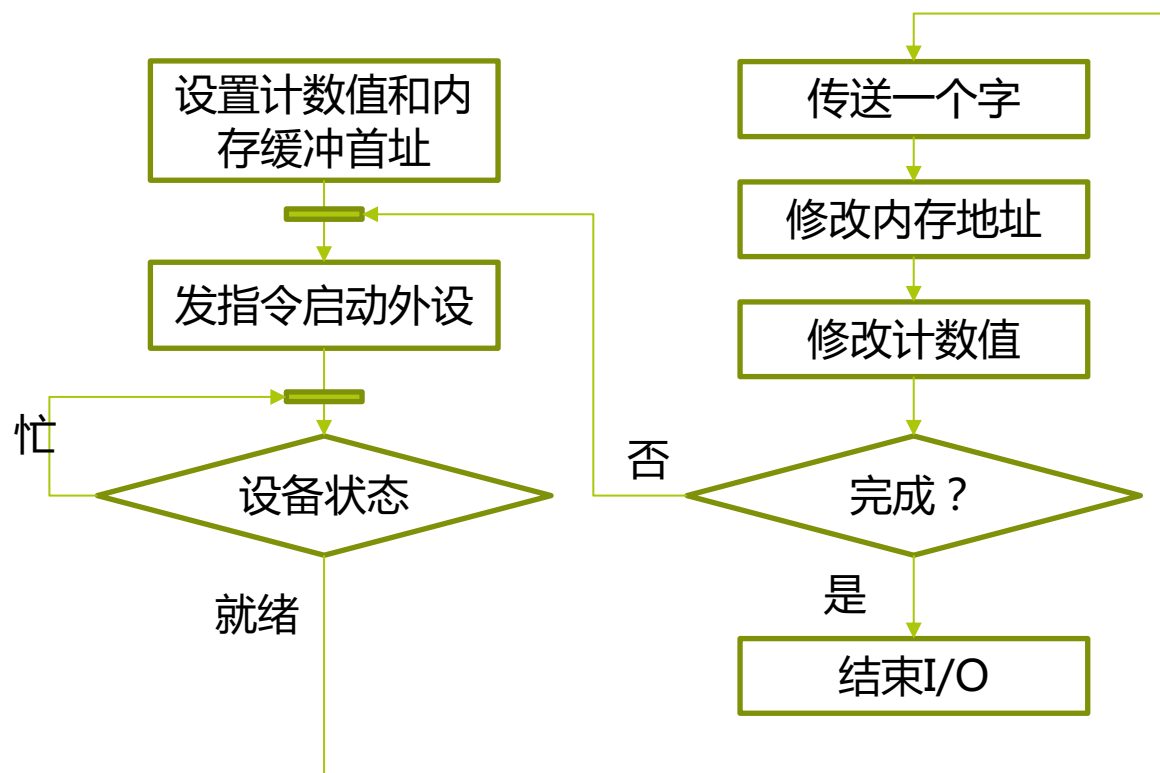 设置计数值和内
存缓冲首址
发指令启动外设
忙
设备状态
就绪
传送一个字
修改内存地址
修改计数值
否
完成？
是
结束I/O